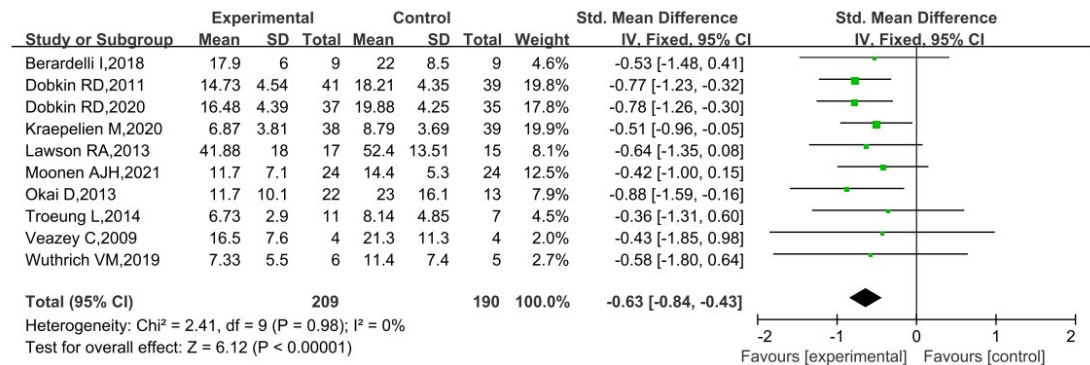 Experimental Control Std. Mean Difference Std. Mean Difference
Study or Subgroup Mean SD Total Mean SD Total Weight IV, Fixed, 95% CI IV, Fixed, 95% CI
Berardelli I,2018 17.9 6 9 22 8.5 9 4.6% -0.53 [-1.48, 0.41]
Dobkin RD,2011 14.73 4.54 41 18.21 4.35 39 19.8% -0.77 [-1.23, -0.32]
Dobkin RD,2020 16.48 4.39 37 19.88 4.25 35 17.8% -0.78 [-1.26, -0.30]
Kraepelien M,2020 6.87 3.81 38 8.79 3.69 39 19.9% -0.51 [-0.96, -0.05]
Lawson RA,2013 41.88 18 17 52.4 13.51 15 8.1% -0.64 [-1.35, 0.08]
Moonen AJH,2021 11.7 7.1 24 14.4 5.3 24 12.5% -0.42 [-1.00, 0.15]
Okai D,2013 11.7 10.1 22 23 16.1 13 7.9% -0.88 [-1.59, -0.16]
Troeung L,2014 6.73 2.9 11 8.14 4.85 7 4.5% -0.36 [-1.31, 0.60]
Veazey C,2009 16.5 7.6 4 21.3 11.3 4 2.0% -0.43 [-1.85, 0.98]
Wuthrich VM,2019 7.33 5.5 6 11.4 7.4 5 2.7% -0.58 [-1.80, 0.64]
Total (95% CI) 209 190 100.0% -0.63 [-0.84, -0.43]
Heterogeneity: Chi² = 2.41, df = 9 (P = 0.98); I² = 0%
Test for overall effect: Z = 6.12 (P < 0.00001)
-2 -1 0 1 2
Favours [experimental] Favours [control]